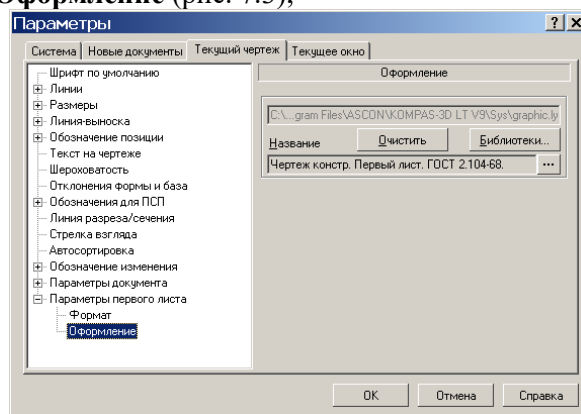 Оформление (рис. 7.3),
Параметры
Система Новые документы Текущий чертеж Текущее окно
Шрифт по умолчанию
Линии
Размеры
Линия-выноска
Обозначение позиции
Текст на чертеже
Шероховатость
Отклонения формы и база
Обозначения для ПСП
Линия разреза/сечения
Стрелка взгляда
Автосортировка
Обозначение изменения
Параметры документа
Параметры первого листа
Формат
Оформление
Оформление
C:\...gram Files\ASCON\KOMPAS-3D LT V9\Sys\graphic.ly
Название Очистить Библиотеки...
Чертеж констр. Первый лист. ГОСТ 2.104-68. ...
OK Отмена Справка